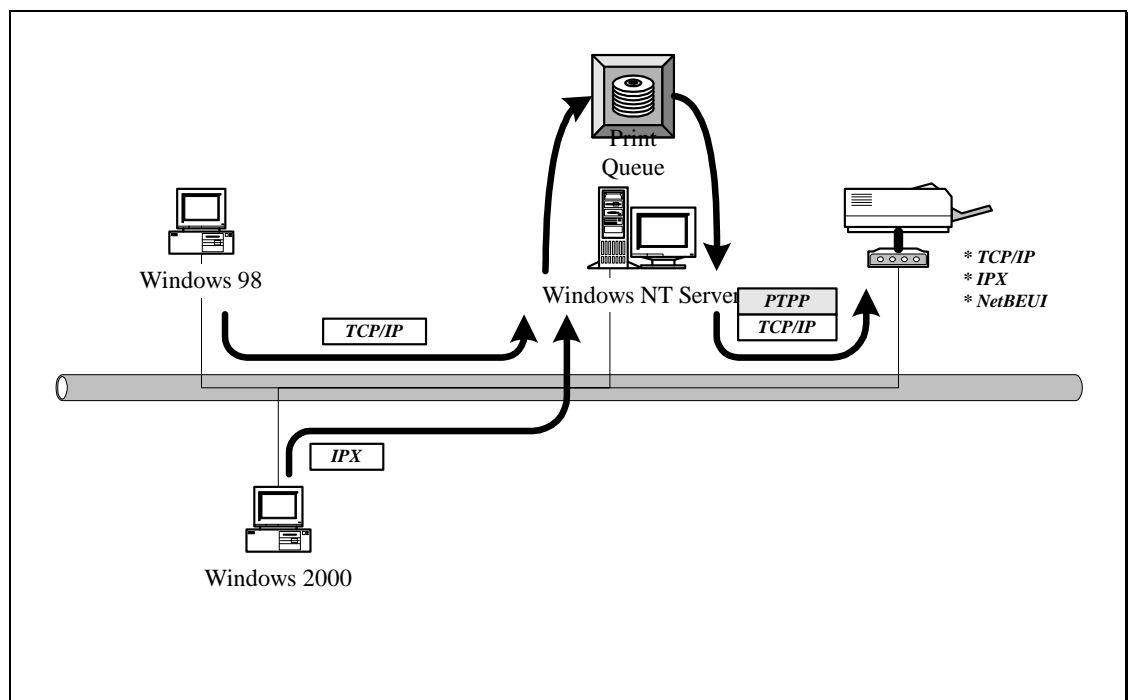 Print
Queue
Windows 98
Windows NT Server
* TCP/IP
* IPX
* NetBEUI
PTPP
TCP/IP
TCP/IP
IPX
Windows 2000